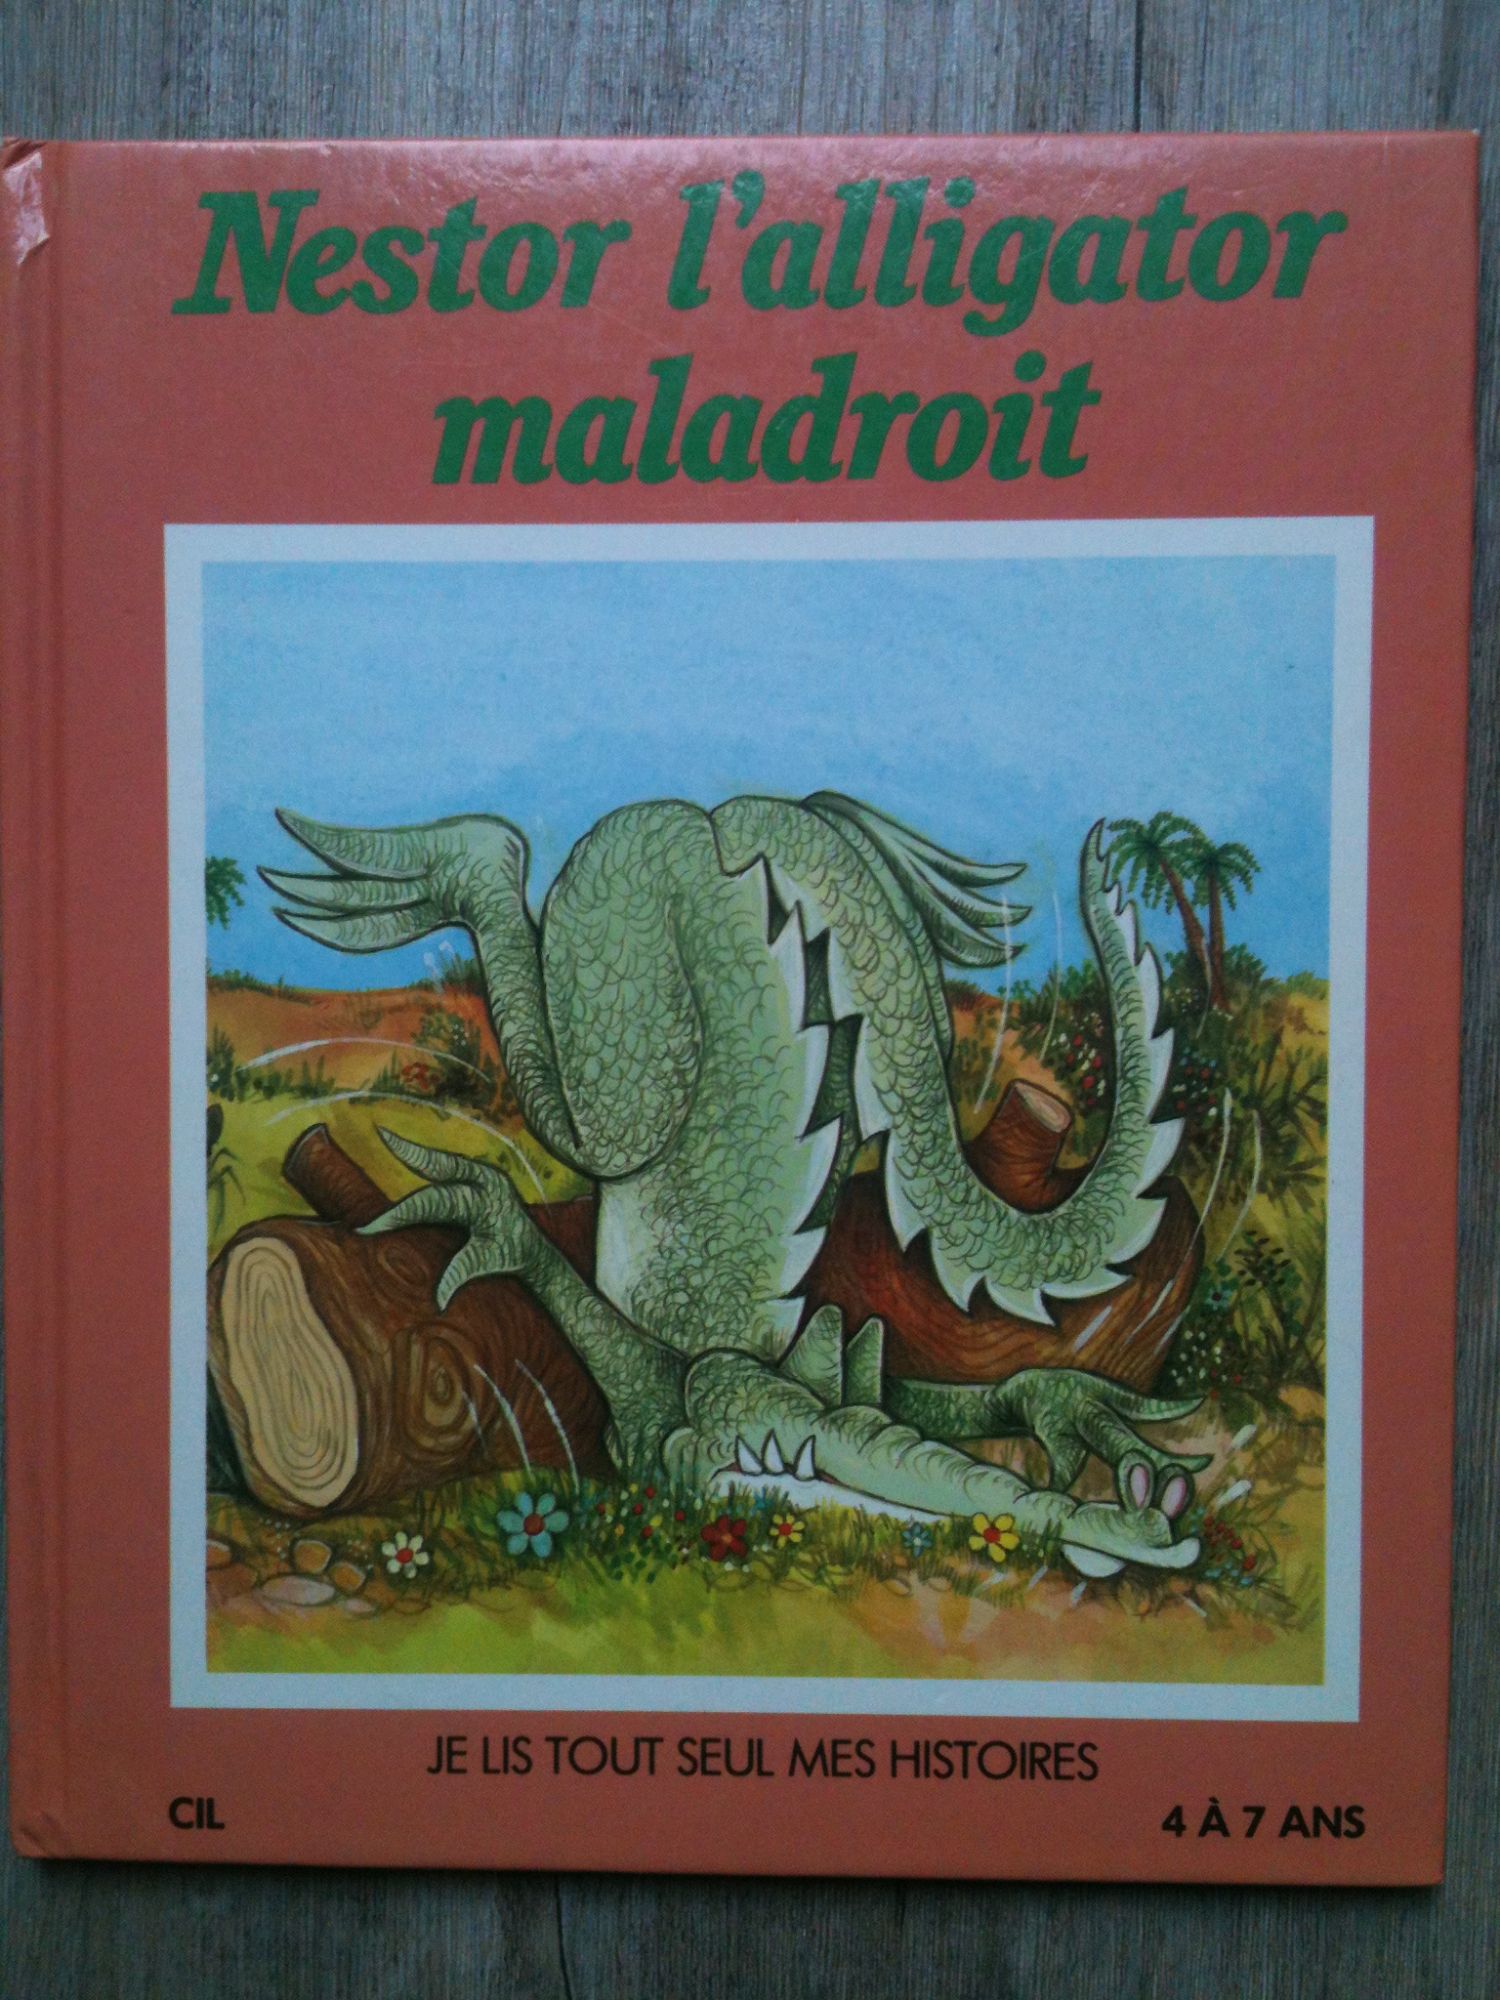 Nestor l'alligator
maladroit
JE LIS TOUT SEUL MES HISTOIRES
CIL
4 À 7 ANS